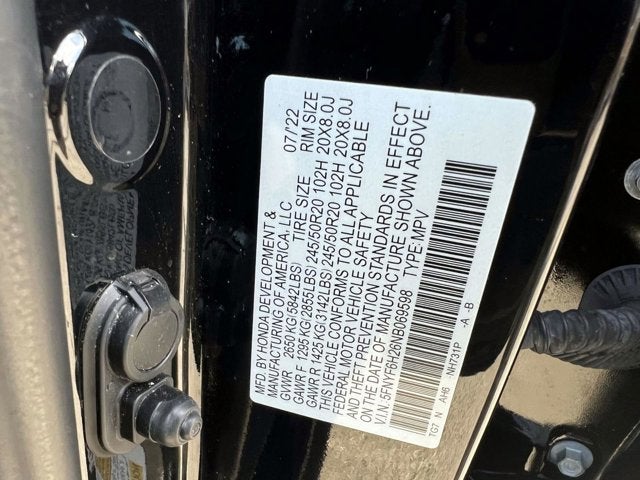 MFD. BY HONDA DEVELOPMENT & 07/'22
MANUFACTURING OF AMERICA, LLC
GVWR 2650 KG(5842LBS) TIRE SIZE RIM SIZE
GAWR F 1295 KG(2855LBS) 245/50R20 102H 20X8.0J
GAWR R 1425 KG(3142LBS) 245/50R20 102H 20X8.0J
THIS VEHICLE CONFORMS TO ALL APPLICABLE
FEDERAL MOTOR VEHICLE SAFETY
AND THEFT PREVENTION STANDARDS IN EFFECT
ON THE DATE OF MANUFACTURE SHOWN ABOVE.
V.I.N. 5FNYF6H26NB069598 TYPE:MPV
TG7 N AH6 NH731P -A -B